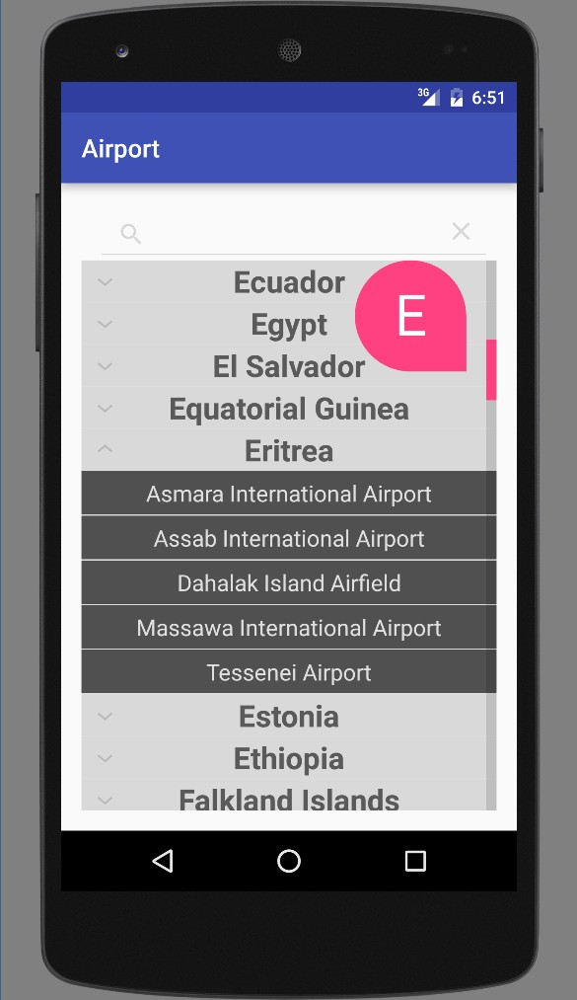 3G 6:51
Airport
Ecuador
E
Egypt
El Salvador
Equatorial Guinea
Eritrea
Asmara International Airport
Assab International Airport
Dahalak Island Airfield
Massawa International Airport
Tessenei Airport
Estonia
Ethiopia
Falkland Islands